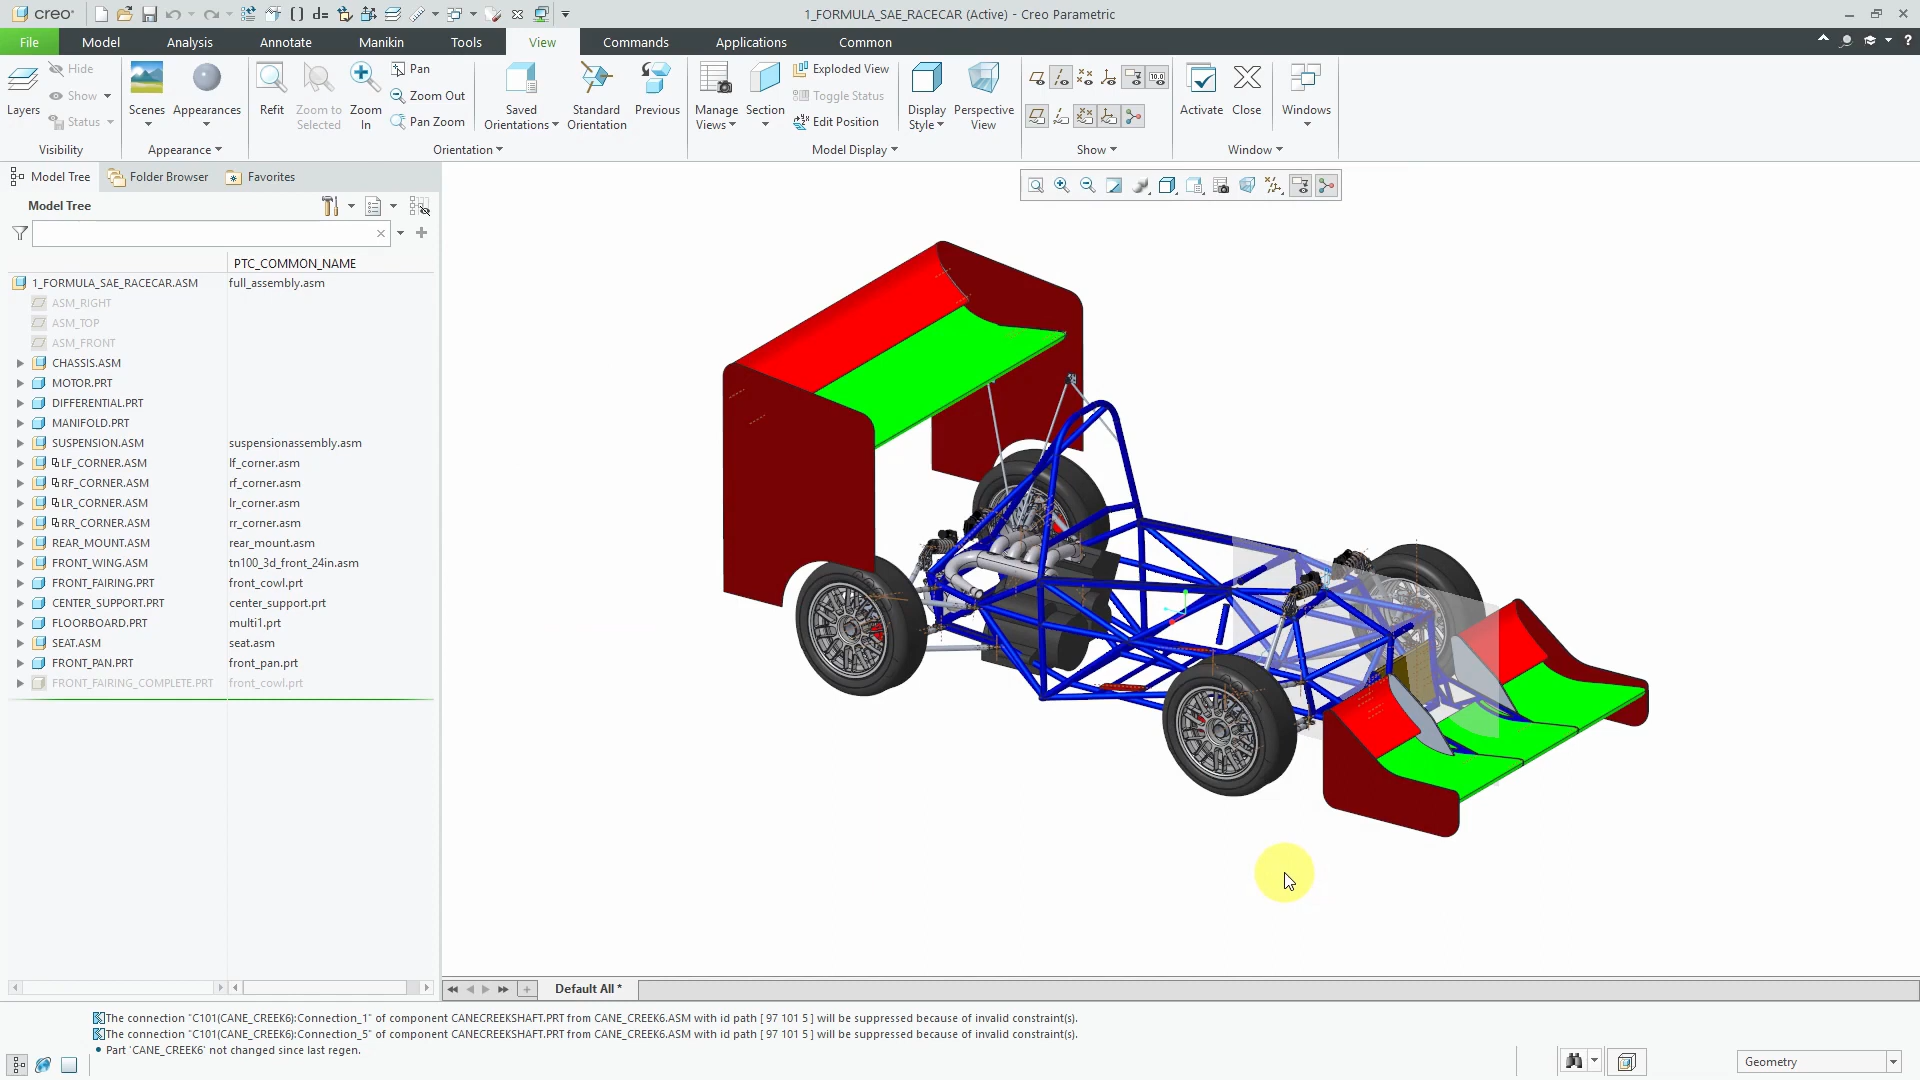 creo
1_FORMULA_SAE_RACECAR (Active) - Creo Parametric
File Model Analysis Annotate Manikin Tools View Commands Applications Common
Layers
Hide
Show
Status
Visibility
Scenes
Appearances
Appearance
Refit
Zoom to Selected
Zoom In
Pan
Zoom Out
Pan Zoom
Saved Orientations
Standard Orientation
Previous
Orientation
Manage Views
Section
Exploded View
Toggle Status
Edit Position
Display Style
Perspective View
Model Display
10.0
Show
Activate
Close
Windows
Window
Model Tree Folder Browser Favorites
Model Tree
PTC_COMMON_NAME
1_FORMULA_SAE_RACECAR.ASM full_assembly.asm
ASM_RIGHT
ASM_TOP
ASM_FRONT
CHASSIS.ASM
MOTOR.PRT
DIFFERENTIAL.PRT
MANIFOLD.PRT
SUSPENSION.ASM suspensionassembly.asm
LF_CORNER.ASM lf_corner.asm
RF_CORNER.ASM rf_corner.asm
LR_CORNER.ASM lr_corner.asm
RR_CORNER.ASM rr_corner.asm
REAR_MOUNT.ASM rear_mount.asm
FRONT_WING.ASM tn100_3d_front_24in.asm
FRONT_FAIRING.PRT front_cowl.prt
CENTER_SUPPORT.PRT center_support.prt
FLOORBOARD.PRT multi1.prt
SEAT.ASM seat.asm
FRONT_PAN.PRT front_pan.prt
FRONT_FAIRING_COMPLETE.PRT front_cowl.prt
Default All *
The connection "C101(CANE_CREEK6):Connection_1" of component CANECREEKSHAFT.PRT from CANE_CREEK6.ASM with id path [ 97 101 5 ] will be suppressed because of invalid constraint(s).
The connection "C101(CANE_CREEK6):Connection_5" of component CANECREEKSHAFT.PRT from CANE_CREEK6.ASM with id path [ 97 101 5 ] will be suppressed because of invalid constraint(s).
• Part 'CANE_CREEK6' not changed since last regen.
Geometry